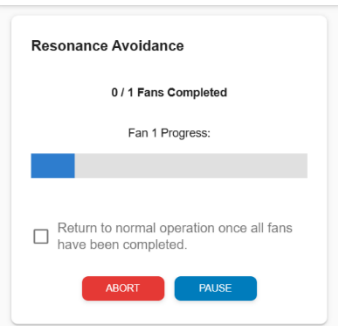 Resonance Avoidance
0 / 1 Fans Completed
Fan 1 Progress:
Return to normal operation once all fans
have been completed.
ABORT
PAUSE